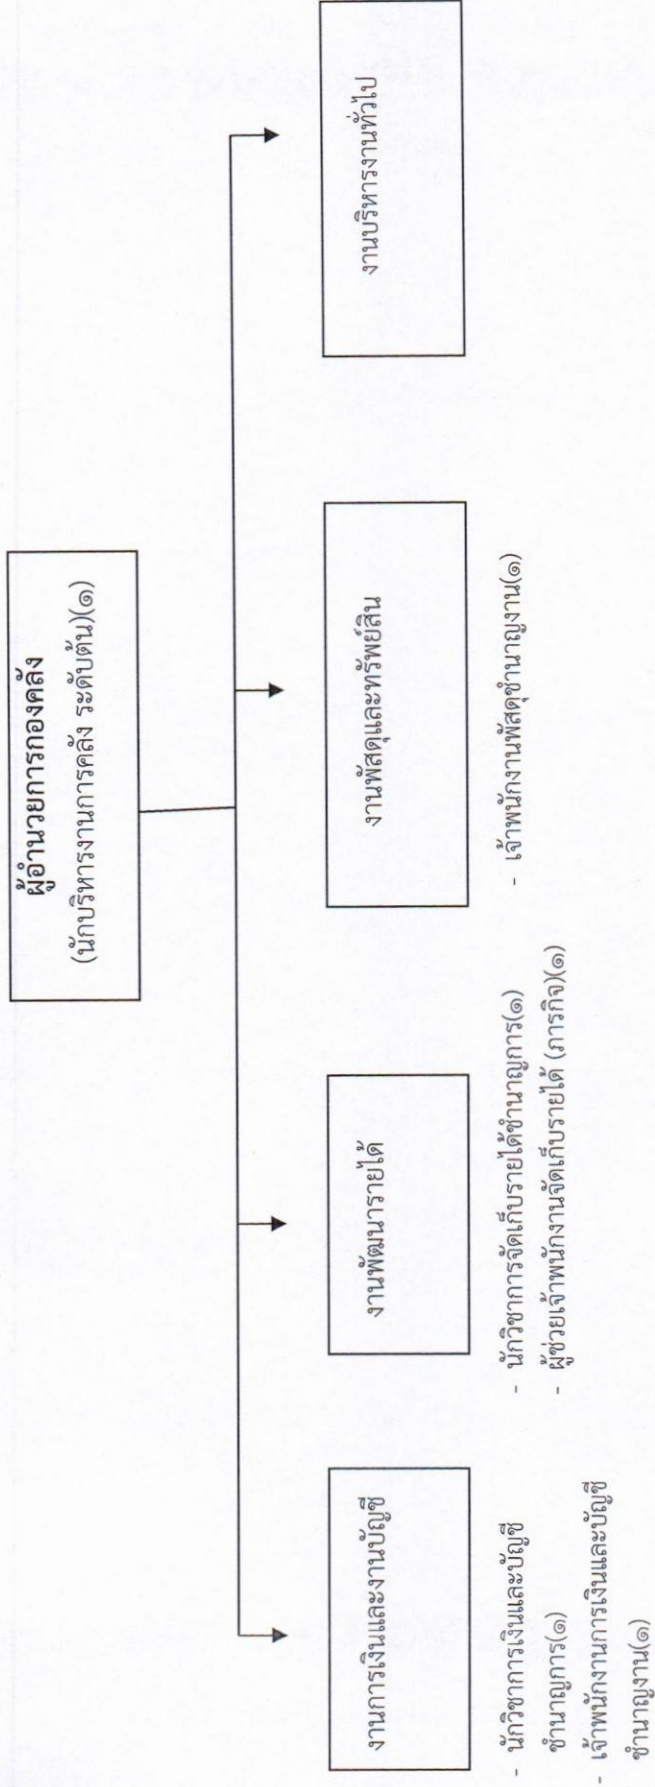 ผู้อำนวยการกองคลัง
(นักบริหารงานการคลัง ระดับต้น)(๑)
งานการเงินและงานบัญชี
- นักวิชาการเงินและบัญชี
ชำนาญการ(๑)
- เจ้าพนักงานการเงินและบัญชี
ชำนาญงาน(๑)
งานพัฒนารายได้
- นักวิชาการจัดเก็บรายได้ชำนาญการ(๑)
- ผู้ช่วยเจ้าพนักงานจัดเก็บรายได้ (ภารกิจ)(๑)
งานพัสดุและทรัพย์สิน
- เจ้าพนักงานพัสดุชำนาญงาน(๑)
งานบริหารงานทั่วไป